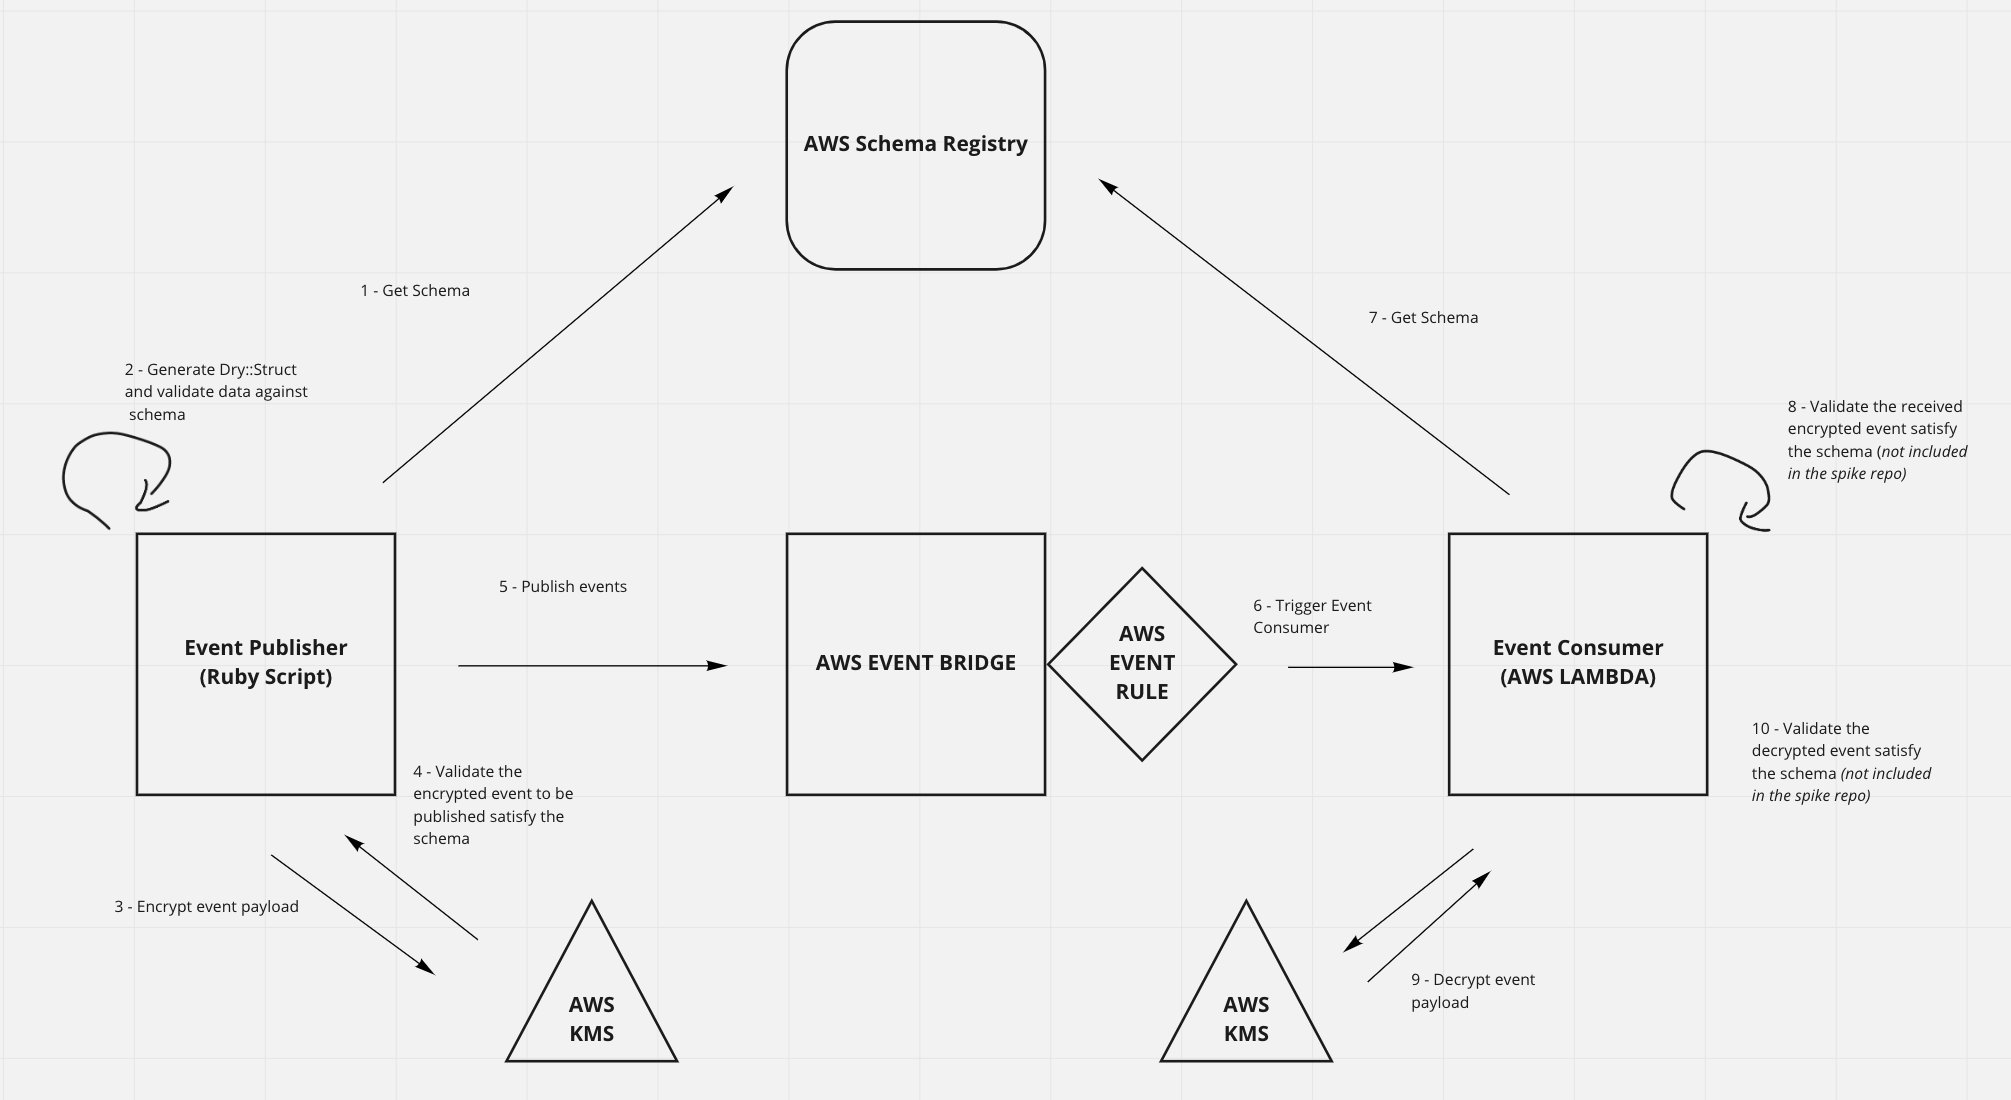 AWS Schema Registry
1 - Get Schema
7 - Get Schema
2 - Generate Dry::Struct
and validate data against
schema
8 - Validate the received
encrypted event satisfy
the schema (not included
in the spike repo)
Event Publisher
(Ruby Script)
5 - Publish events
AWS EVENT BRIDGE
AWS
EVENT
RULE
6 - Trigger Event
Consumer
Event Consumer
(AWS LAMBDA)
4 - Validate the
encrypted event to be
published satisfy the
schema
10 - Validate the
decrypted event satisfy
the schema (not included
in the spike repo)
3 - Encrypt event payload
AWS
KMS
AWS
KMS
9 - Decrypt event
payload